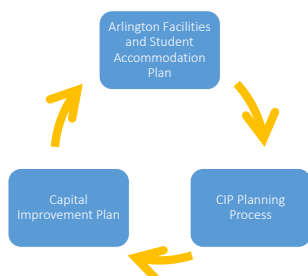 Arlington Facilities
and Student
Accommodation
Plan
Capital
Improvement Plan
CIP Planning
Process